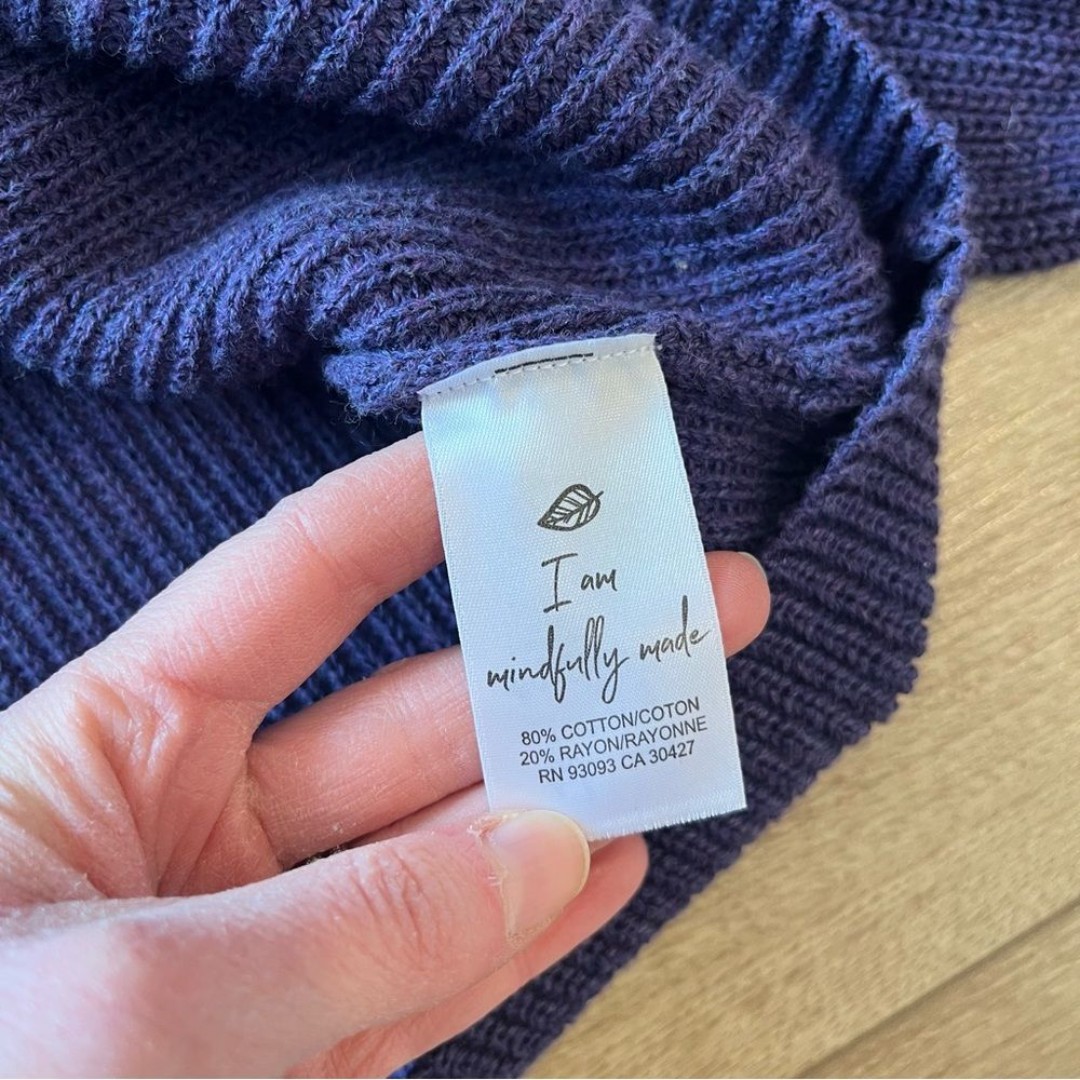 I am
mindfully made
80% COTTON/COTON
20% RAYON/RAYONNE
RN 93093 CA 30427